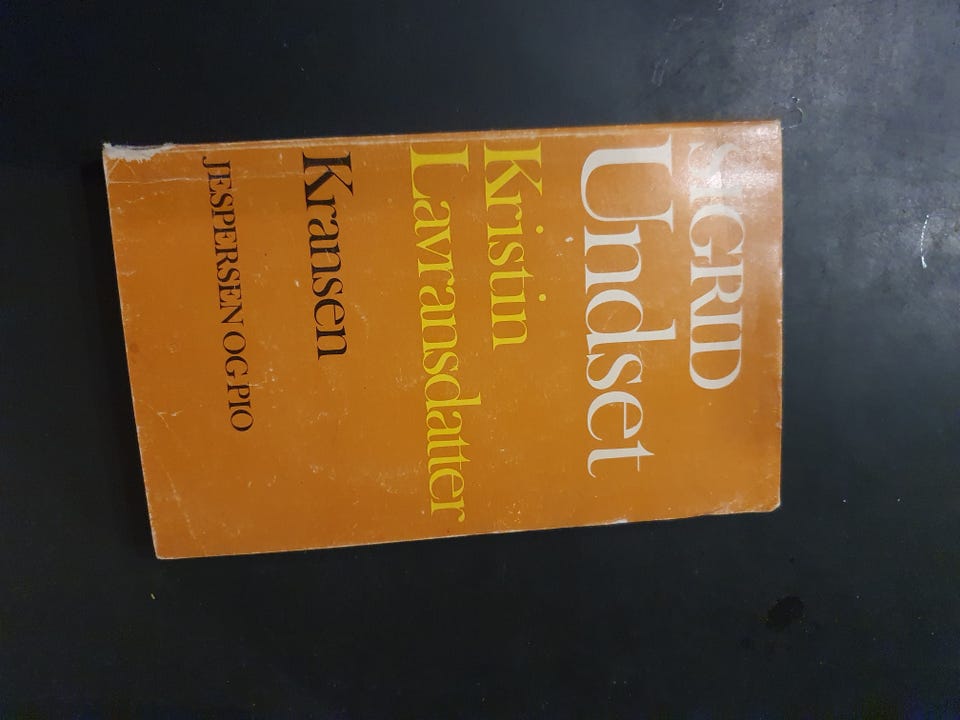 SIGRID
Undset
Kristin
Lavransdatter
Kransen
JESPERSEN OG PIO